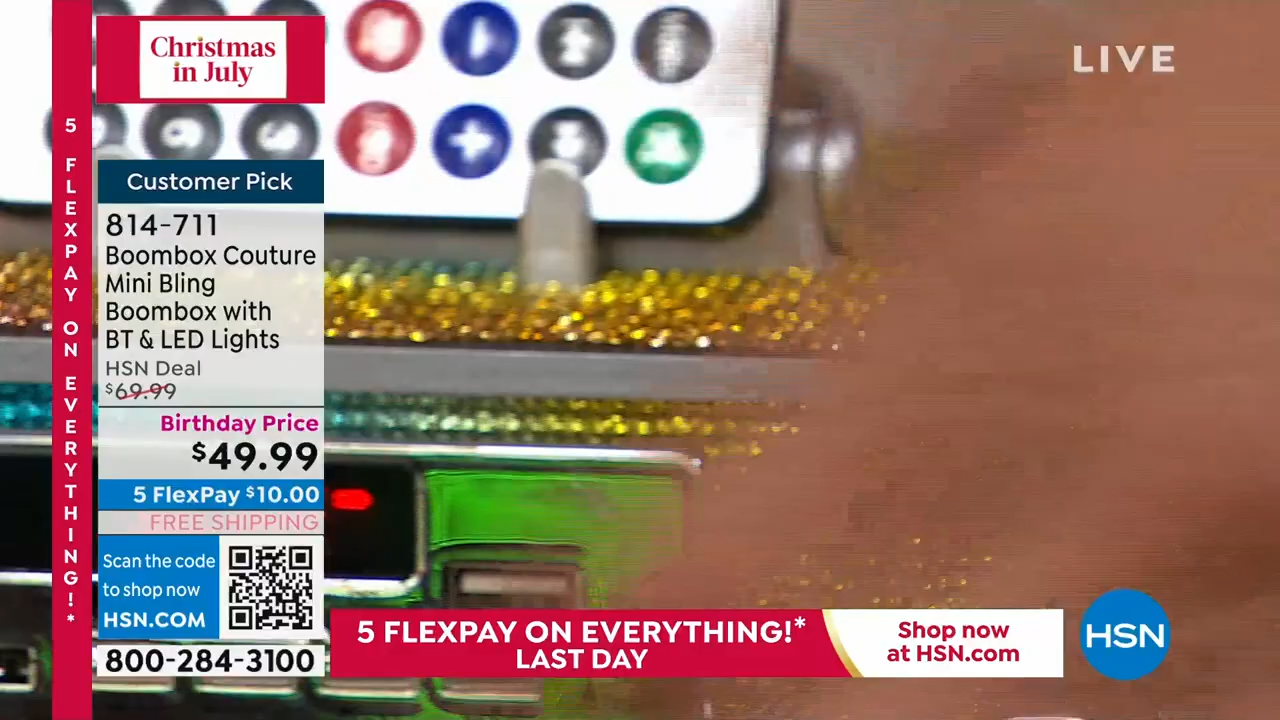 Christmas
in July
LIVE
5 FLEXPAY ON EVERYTHING!*
Customer Pick
814-711
Boombox Couture
Mini Bling
Boombox with
BT & LED Lights
HSN Deal
$69.99
Birthday Price
$49.99
5 FlexPay $10.00
FREE SHIPPING
Scan the code
to shop now
HSN.COM
800-284-3100
5 FLEXPAY ON EVERYTHING!*
LAST DAY
Shop now
at HSN.com
HSN